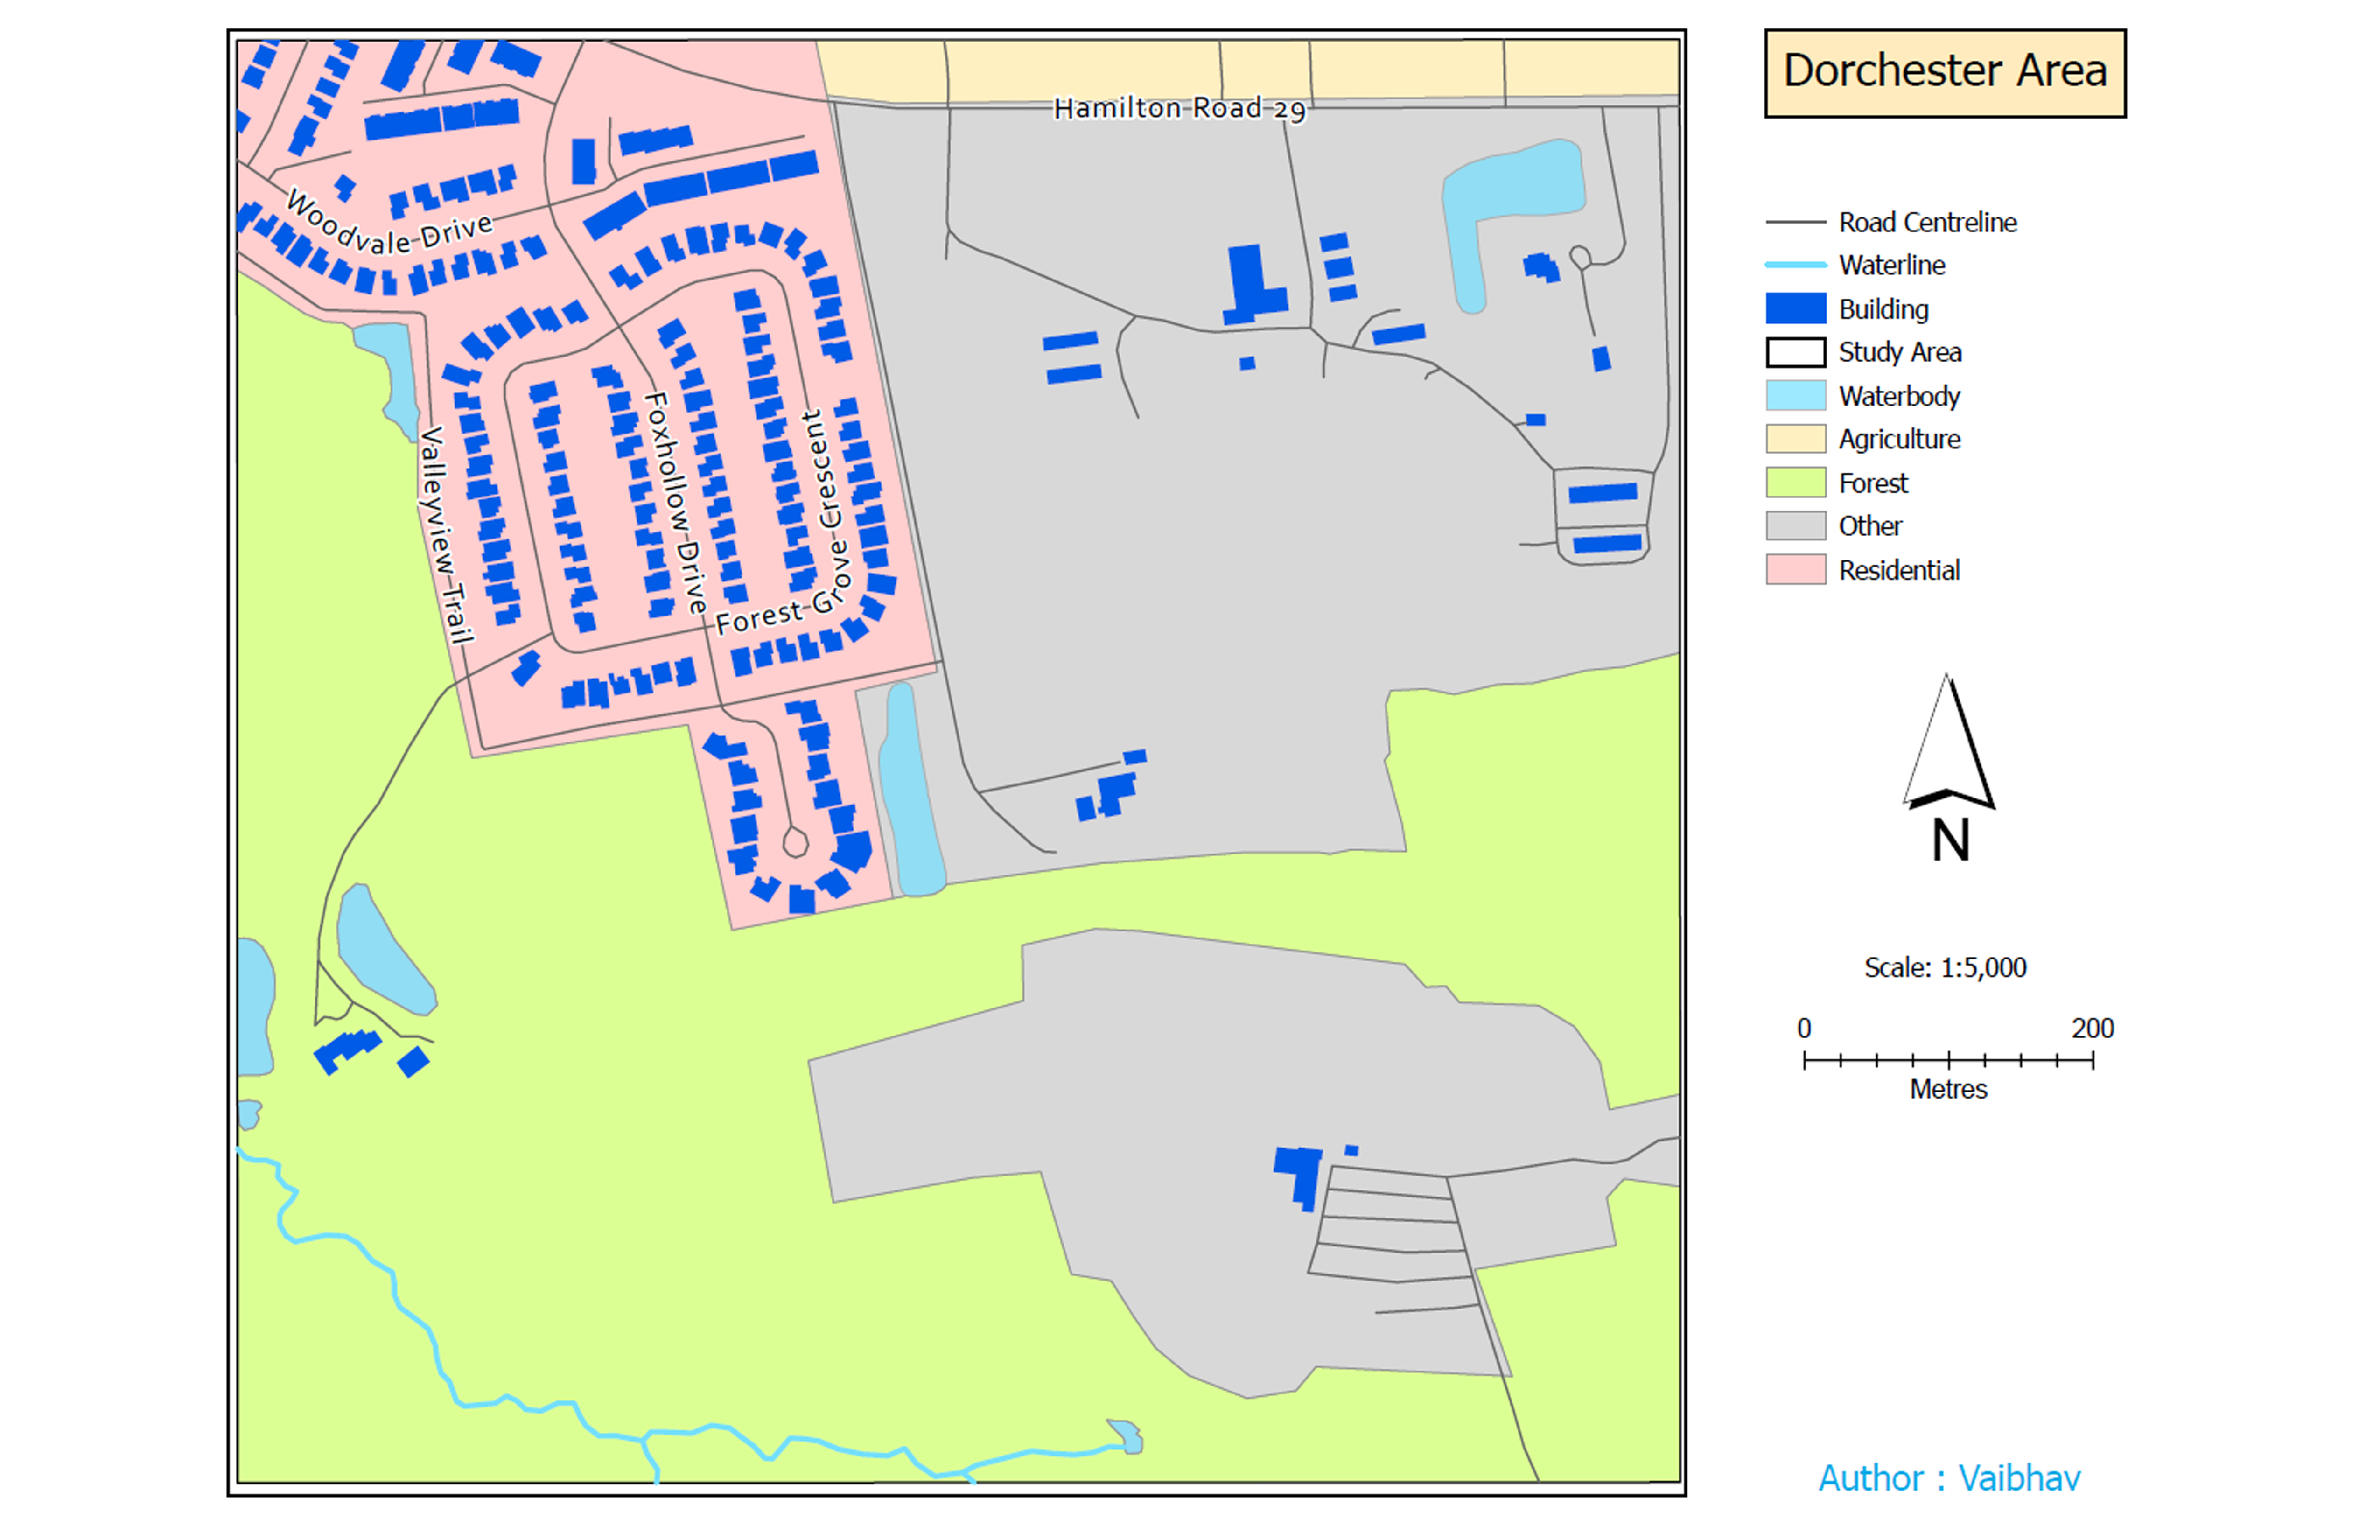 Dorchester Area
Hamilton Road 29
Woodvale Drive
Valleyview Trail
Foxhollow Drive
Forest Grove Crescent
Road Centreline
Waterline
Building
Study Area
Waterbody
Agriculture
Forest
Other
Residential
N
Scale: 1:5,000
0 200
Metres
Author : Vaibhav